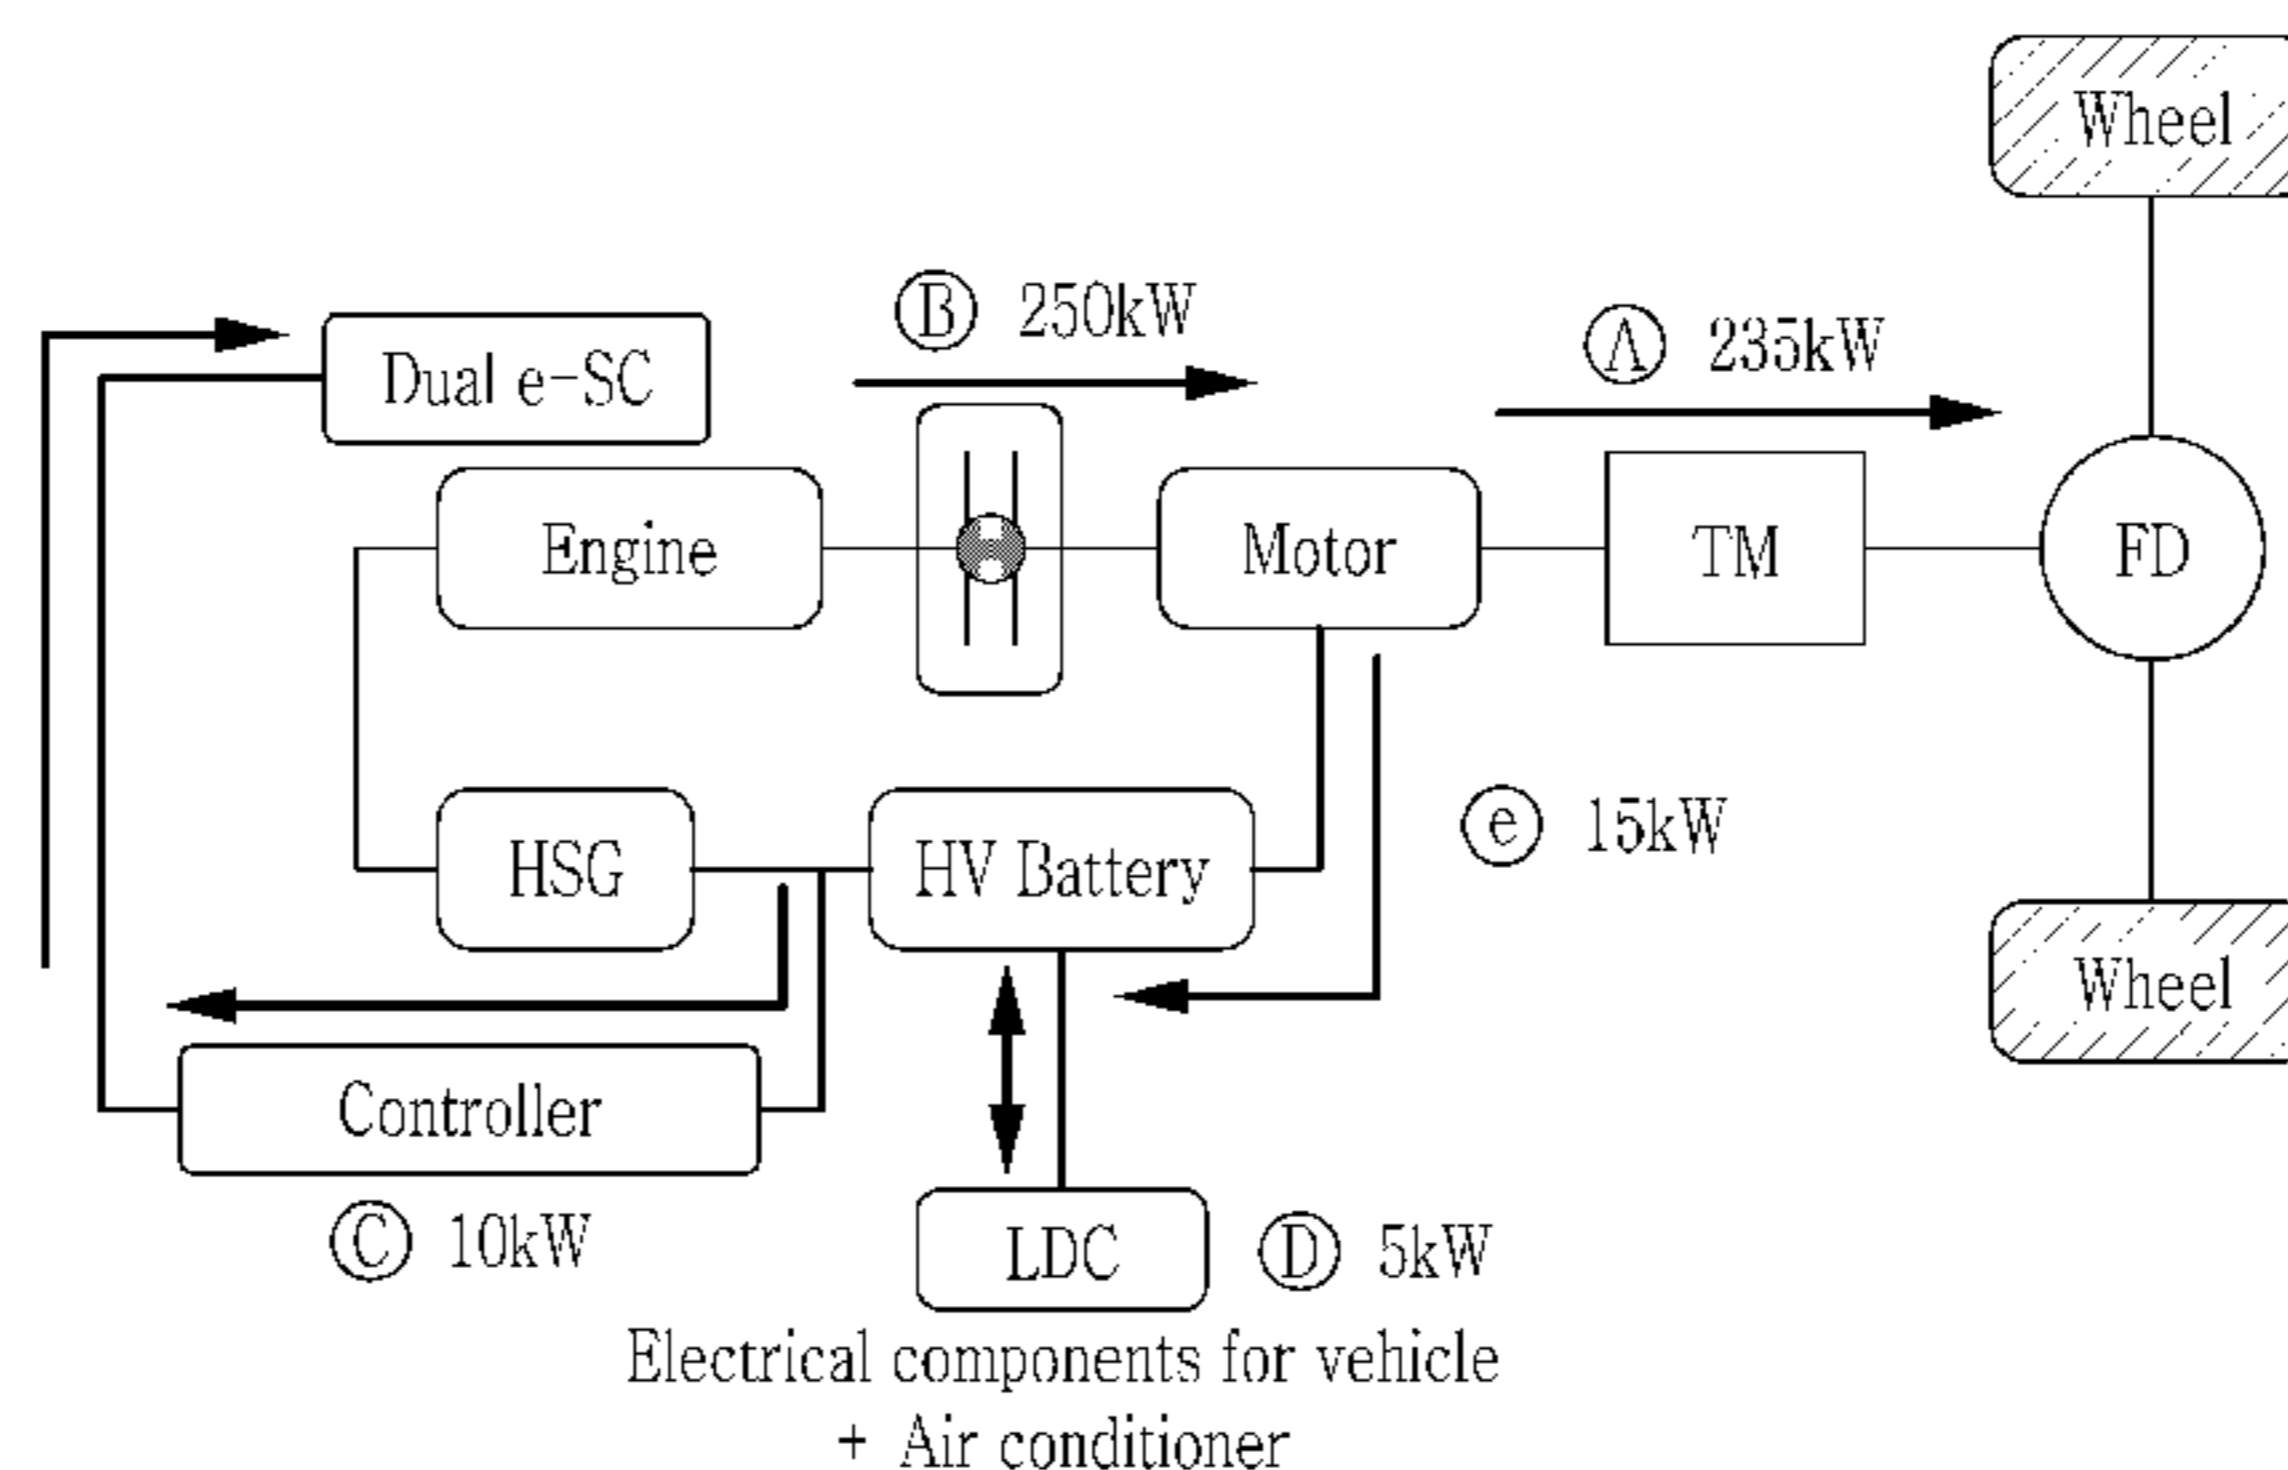 Wheel
Ⓑ 250kW
Ⓐ 235kW
Dual e-SC
Engine
Motor
TM
FD
HSG
HV Battery
ⓔ 15kW
Wheel
Controller
Ⓒ 10kW
LDC
Ⓓ 5kW
Electrical components for vehicle
+ Air conditioner